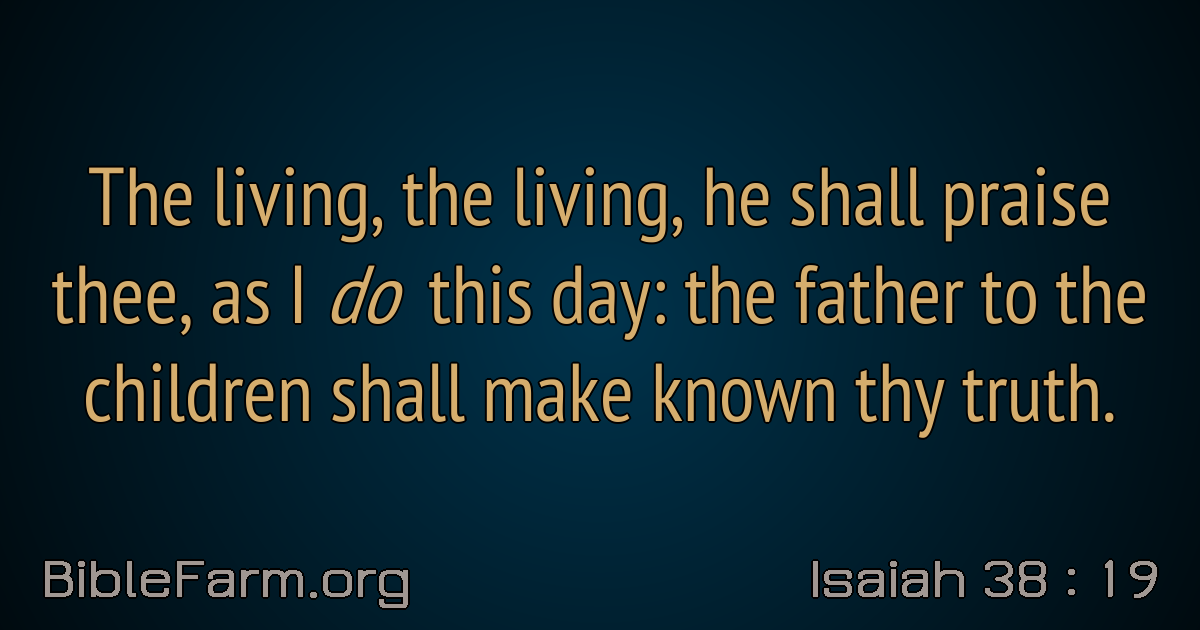 The living, the living, he shall praise
thee, as I do this day: the father to the
children shall make known thy truth.
BibleFarm.org
Isaiah 38 : 19